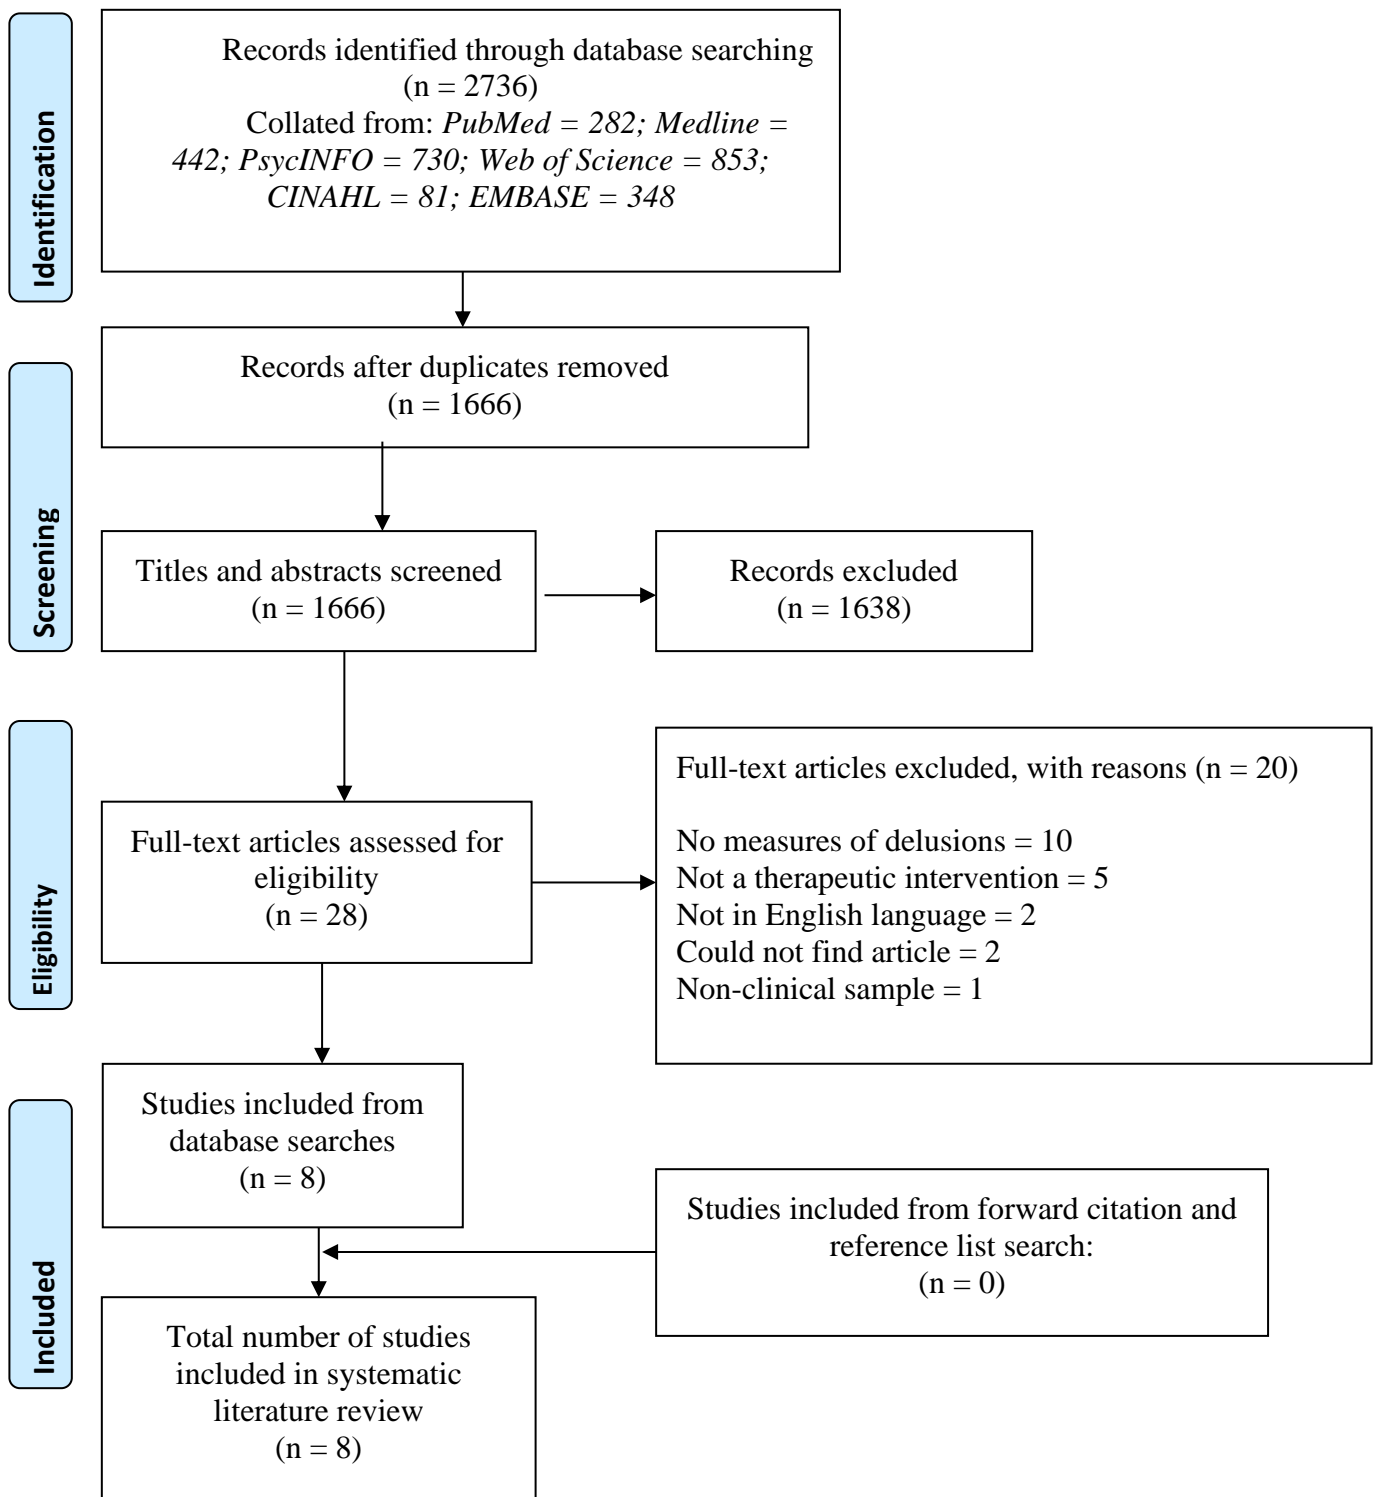 Identification
Records identified through database searching
(n = 2736)
Collated from: PubMed = 282; Medline =
442; PsycINFO = 730; Web of Science = 853;
CINAHL = 81; EMBASE = 348
Screening
Records after duplicates removed
(n = 1666)
Titles and abstracts screened
(n = 1666)
Records excluded
(n = 1638)
Eligibility
Full-text articles assessed for
eligibility
(n = 28)
Full-text articles excluded, with reasons (n = 20)
No measures of delusions = 10
Not a therapeutic intervention = 5
Not in English language = 2
Could not find article = 2
Non-clinical sample = 1
Included
Studies included from
database searches
(n = 8)
Studies included from forward citation and
reference list search:
(n = 0)
Total number of studies
included in systematic
literature review
(n = 8)